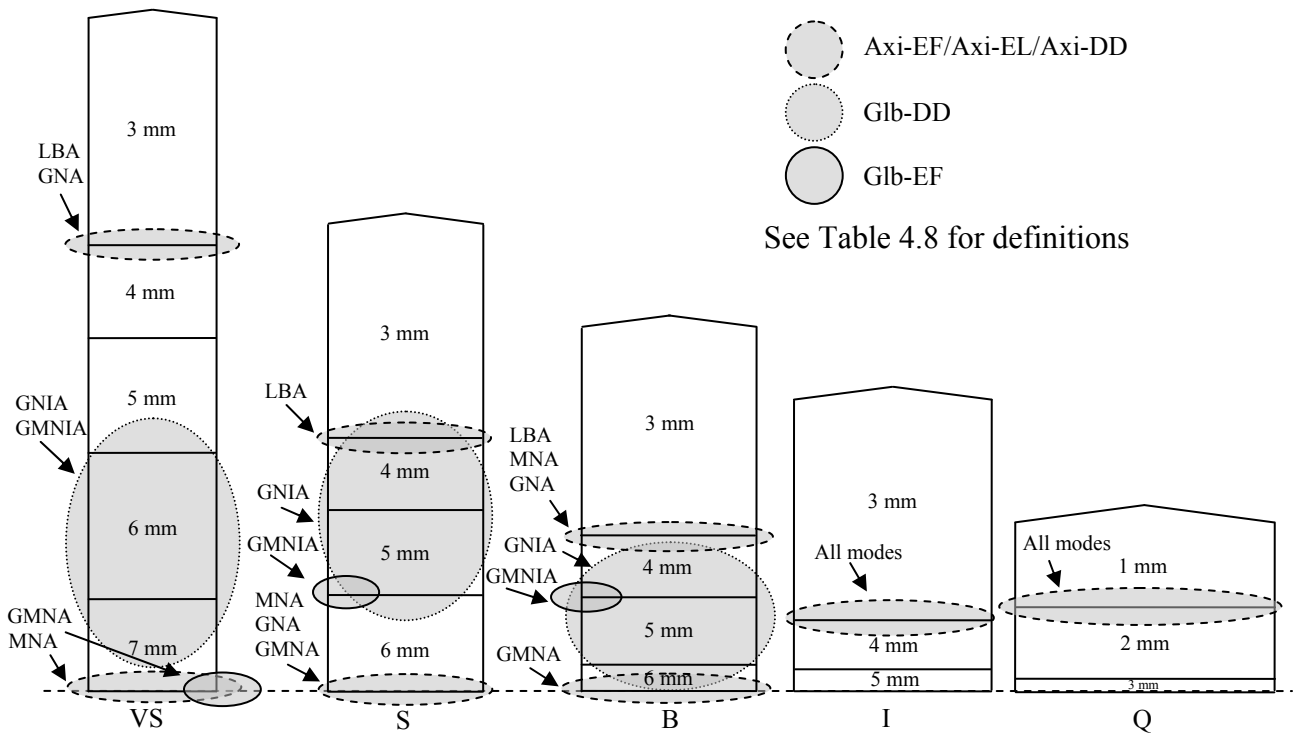 Axi-EF/Axi-EL/Axi-DD
Glb-DD
Glb-EF
See Table 4.8 for definitions
3 mm
LBA
GNA
4 mm
5 mm
GNIA
GMNIA
6 mm
GMNA
MNA
7 mm
VS
3 mm
LBA
4 mm
GNIA
5 mm
GMNIA
MNA
GNA
GMNA
6 mm
S
3 mm
LBA
MNA
GNA
GNIA
4 mm
GMNIA
5 mm
GMNA
6 mm
B
3 mm
All modes
4 mm
5 mm
I
All modes
1 mm
2 mm
3 mm
Q